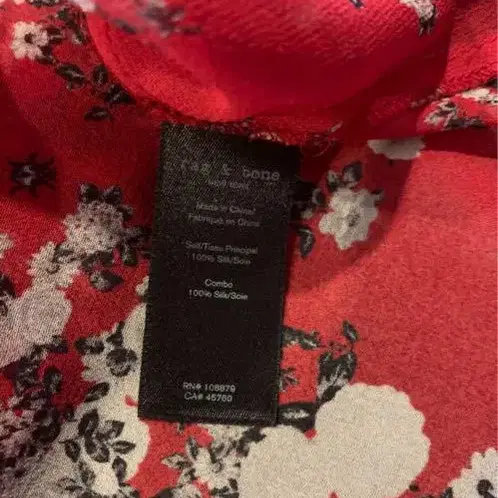 rag & bone
NEW YORK
Made in China/
Fabriqué en China
Self/Tissu Principal
100% Silk/Soie
Combo
100% Silk/Soie
RN# 108879
CA# 45760